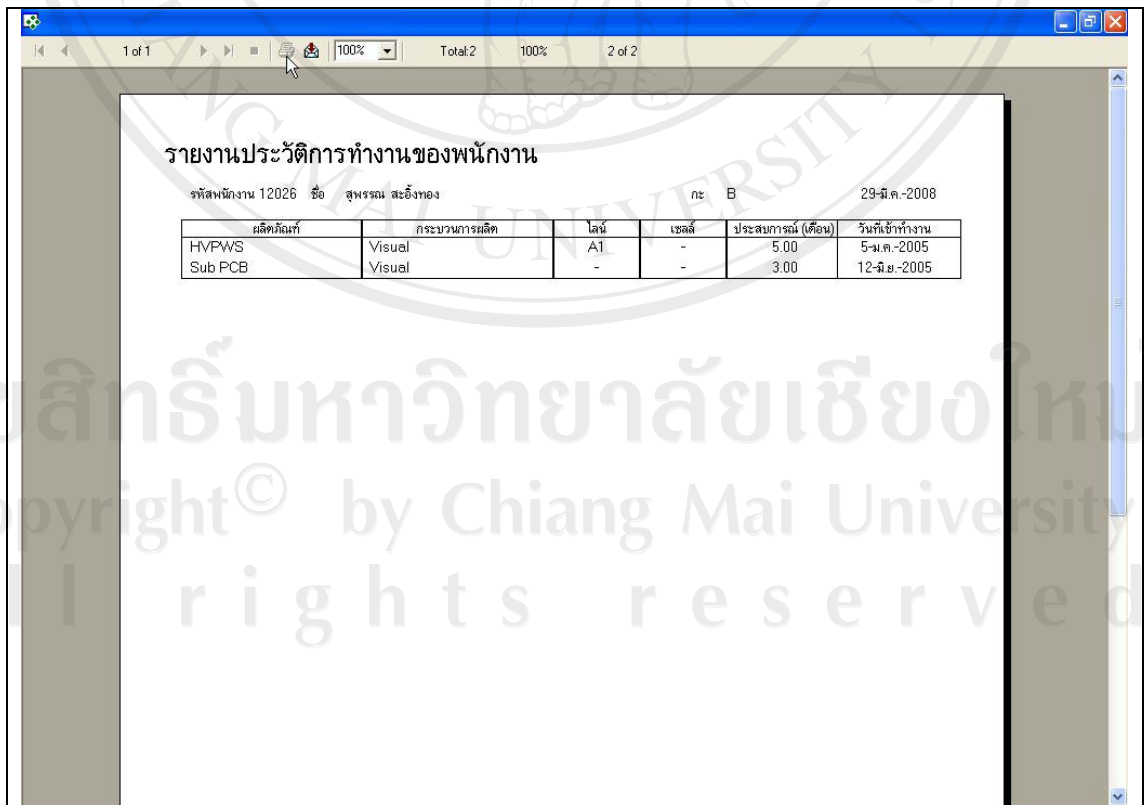 1 of 1 100% Total:2 100% 2 of 2
รายงานประวัติการทำงานของพนักงาน
รหัสพนักงาน 12026 ชื่อ สุพรรณ สะอิ้งทอง กะ B 29-มี.ค.-2008
ผลิตภัณฑ์ กระบวนการผลิต ไลน์ เซลล์ ประสบการณ์ (เดือน) วันที่เข้าทำงาน
HVPWS Visual A1 - 5.00 5-ม.ค.-2005
Sub PCB Visual - - 3.00 12-มิ.ย.-2005
ANG MAI UNIVERSITY
ยสิทธิ์มหาวิทยาลัยเชียงใหม่
opyright © by Chiang Mai University
l rights reserved